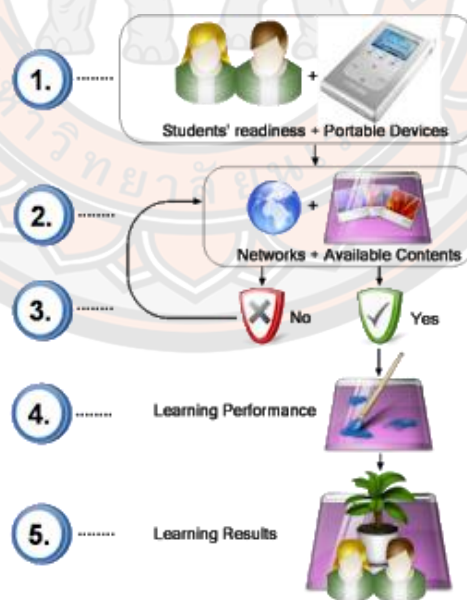 1.
Students' readiness + Portable Devices
2.
Networks + Available Contents
3.
No
Yes
4.
Learning Performance
5.
Learning Results